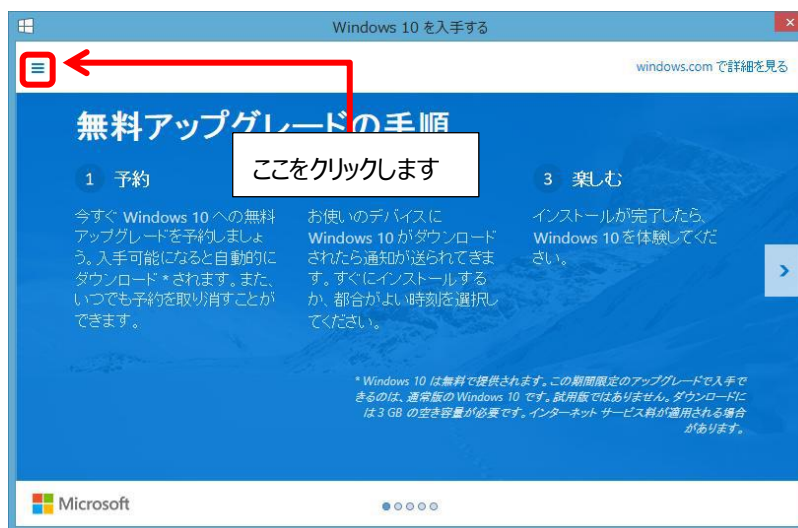 Windows 10 を入手する
windows.com で詳細を見る
無料アップグレードの手順
ここをクリックします
1 予約
今すぐ Windows 10 への無料
アップグレードを予約しましょ
う。入手可能になると自動的に
ダウンロード * されます。また、
いつでも予約を取り消すことが
できます。
お使いのデバイスに
Windows 10 がダウンロード
されたら通知が送られてきま
す。すぐにインストールする
か、都合がよい時刻を選択し
てください。
3 楽しむ
インストールが完了したら、
Windows 10 を体験してくだ
さい。
* Windows 10 は無料で提供されます。この期間限定のアップグレードで入手で
きるのは、通常版の Windows 10 です。試用版ではありません。ダウンロードに
は 3 GB の空き容量が必要です。インターネット サービス料が適用される場合
があります。
Microsoft